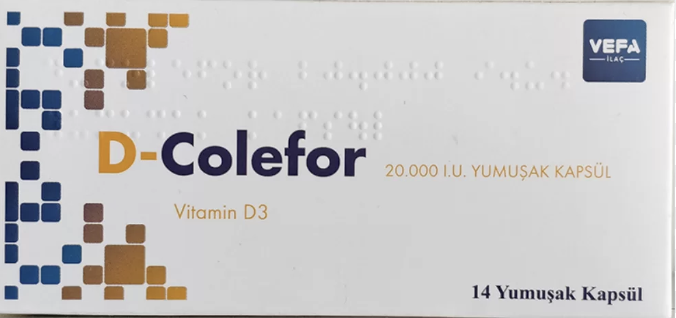 VEFA
İLAÇ
D-Colefor 20.000 I.U. YUMUŞAK KAPSÜL
Vitamin D3
14 Yumuşak Kapsül